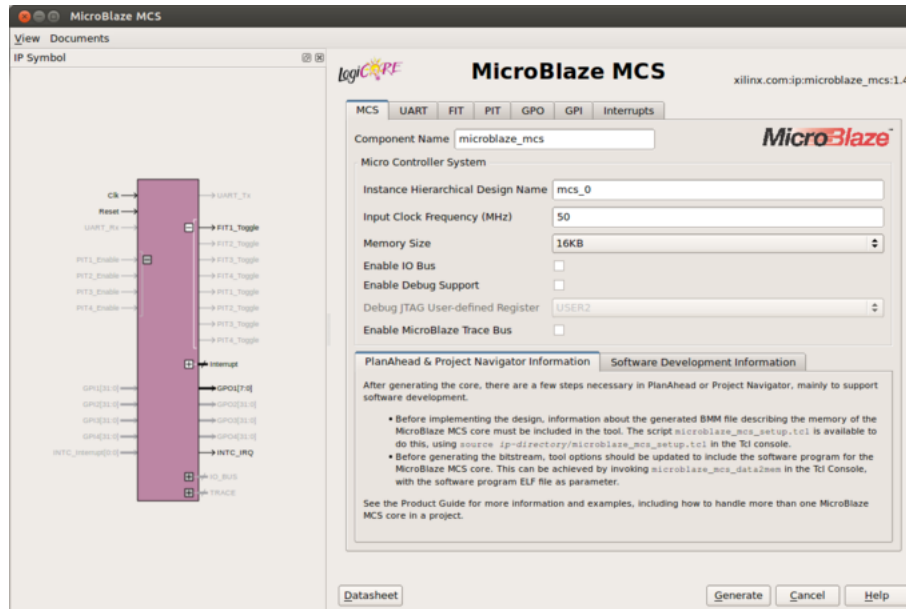 MicroBlaze MCS
View Documents
IP Symbol
Clk
Reset
UART_Rx
PIT1_Enable
PIT2_Enable
PIT3_Enable
PIT4_Enable
GPI1[31:0]
GPI2[31:0]
GPI3[31:0]
GPI4[31:0]
INTC_Interrupt[0:0]
UART_Tx
FIT1_Toggle
FIT2_Toggle
FIT3_Toggle
FIT4_Toggle
PIT1_Toggle
PIT2_Toggle
PIT3_Toggle
PIT4_Toggle
Interrupt
GPO1[7:0]
GPO2[31:0]
GPO3[31:0]
GPO4[31:0]
INTC_IRQ
IO_BUS
TRACE
LogiCORE
MicroBlaze MCS
xilinx.com:ip:microblaze_mcs:1.4
MCS UART FIT PIT GPO GPI Interrupts
Component Name microblaze_mcs
MicroBlaze
Micro Controller System
Instance Hierarchical Design Name mcs_0
Input Clock Frequency (MHz) 50
Memory Size 16KB
Enable IO Bus
Enable Debug Support
Debug JTAG User-defined Register USER2
Enable MicroBlaze Trace Bus
PlanAhead & Project Navigator Information Software Development Information
After generating the core, there are a few steps necessary in PlanAhead or Project Navigator, mainly to support
software development.
• Before implementing the design, information about the generated BMM file describing the memory of the
MicroBlaze MCS core must be included in the tool. The script microblaze_mcs_setup.tcl is available to
do this, using source ip-directory/microblaze_mcs_setup.tcl in the Tcl console.
• Before generating the bitstream, tool options should be updated to include the software program for the
MicroBlaze MCS core. This can be achieved by invoking microblaze_mcs_data2mem in the Tcl Console,
with the software program ELF file as parameter.
See the Product Guide for more information and examples, including how to handle more than one MicroBlaze
MCS core in a project.
Datasheet Generate Cancel Help